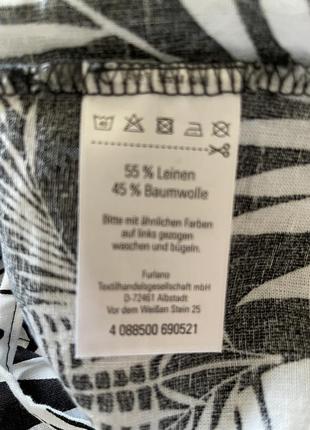 55 % Leinen
45 % Baumwolle
Bitte mit ähnlichen Farben
auf links gezogen
waschen und bügeln.
Furlano
Textilhandelsgesellschaft mbH
D-72461 Albstadt
Vor dem Weißen Stein 25
4 088500 690521